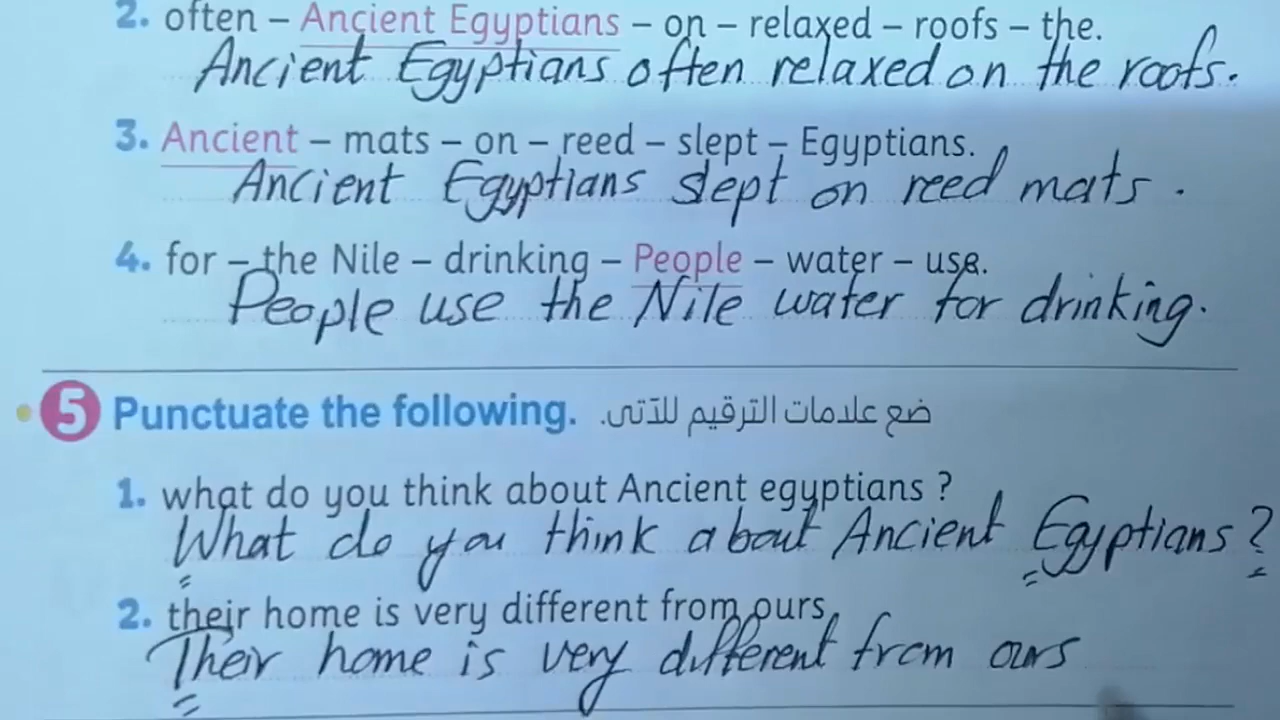 2. often – Ancient Egyptians – on – relaxed – roofs – the.
Ancient Egyptians often relaxed on the roofs.
3. Ancient – mats – on – reed – slept – Egyptians.
Ancient Egyptians slept on reed mats.
4. for – the Nile – drinking – People – water – use.
People use the Nile water for drinking.
5 Punctuate the following. ضع علامات الترقيم للآتى.
1. what do you think about Ancient egyptians ?
What do you think about Ancient Egyptians?
2. their home is very different from ours
Their home is very different from ours